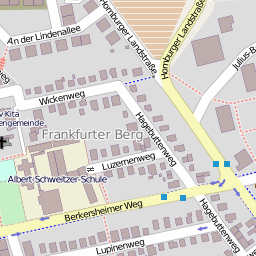 An der Lindenallee
Homburger Landstraße
Homburger Landstraße
Julius-B
Wickenweg
v Kita
engemeinde
Frankfurter Berg
Hagebuttenweg
Luzernenweg
Albert-Schweitzer-Schule
Berkersheimer Weg
Hagebuttenweg
Lupinenweg